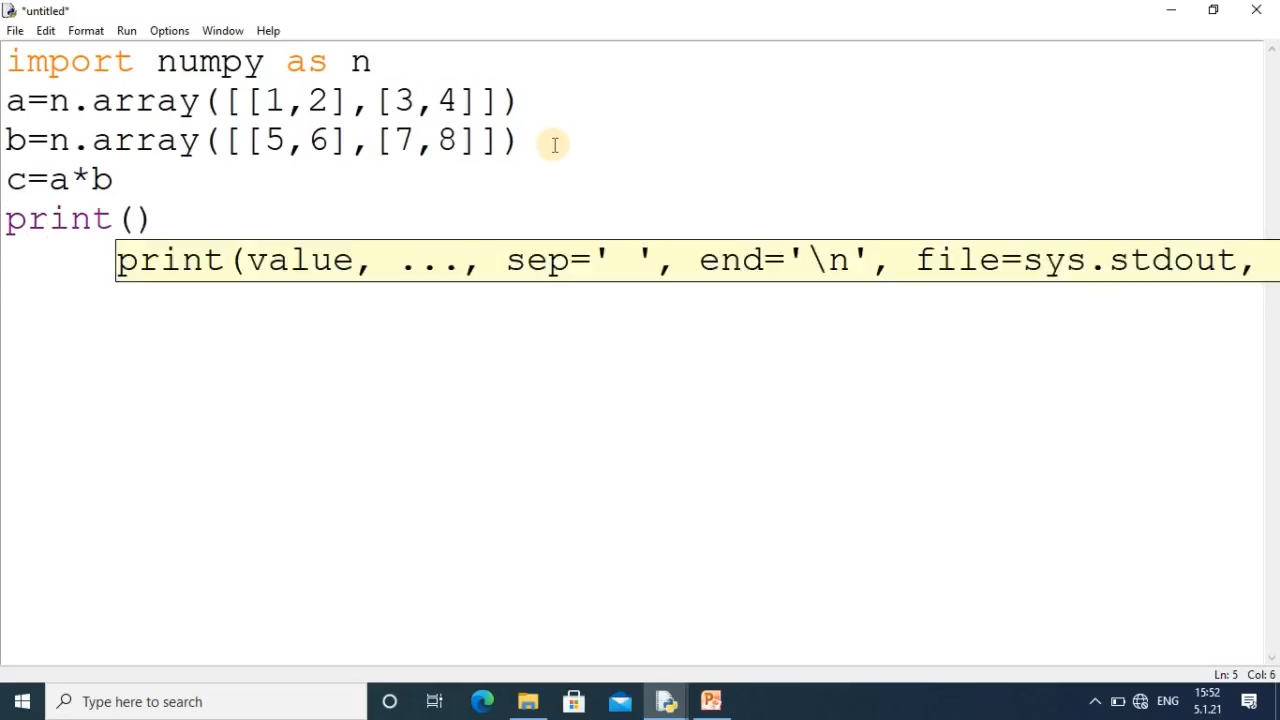 *untitled*
File Edit Format Run Options Window Help
import numpy as n
a=n.array([[1,2],[3,4]])
b=n.array([[5,6],[7,8]])
c=a*b
print()
print(value, ..., sep=' ', end='\n', file=sys.stdout,
Ln: 5 Col: 6
Type here to search
ENG
15:52
5.1.21